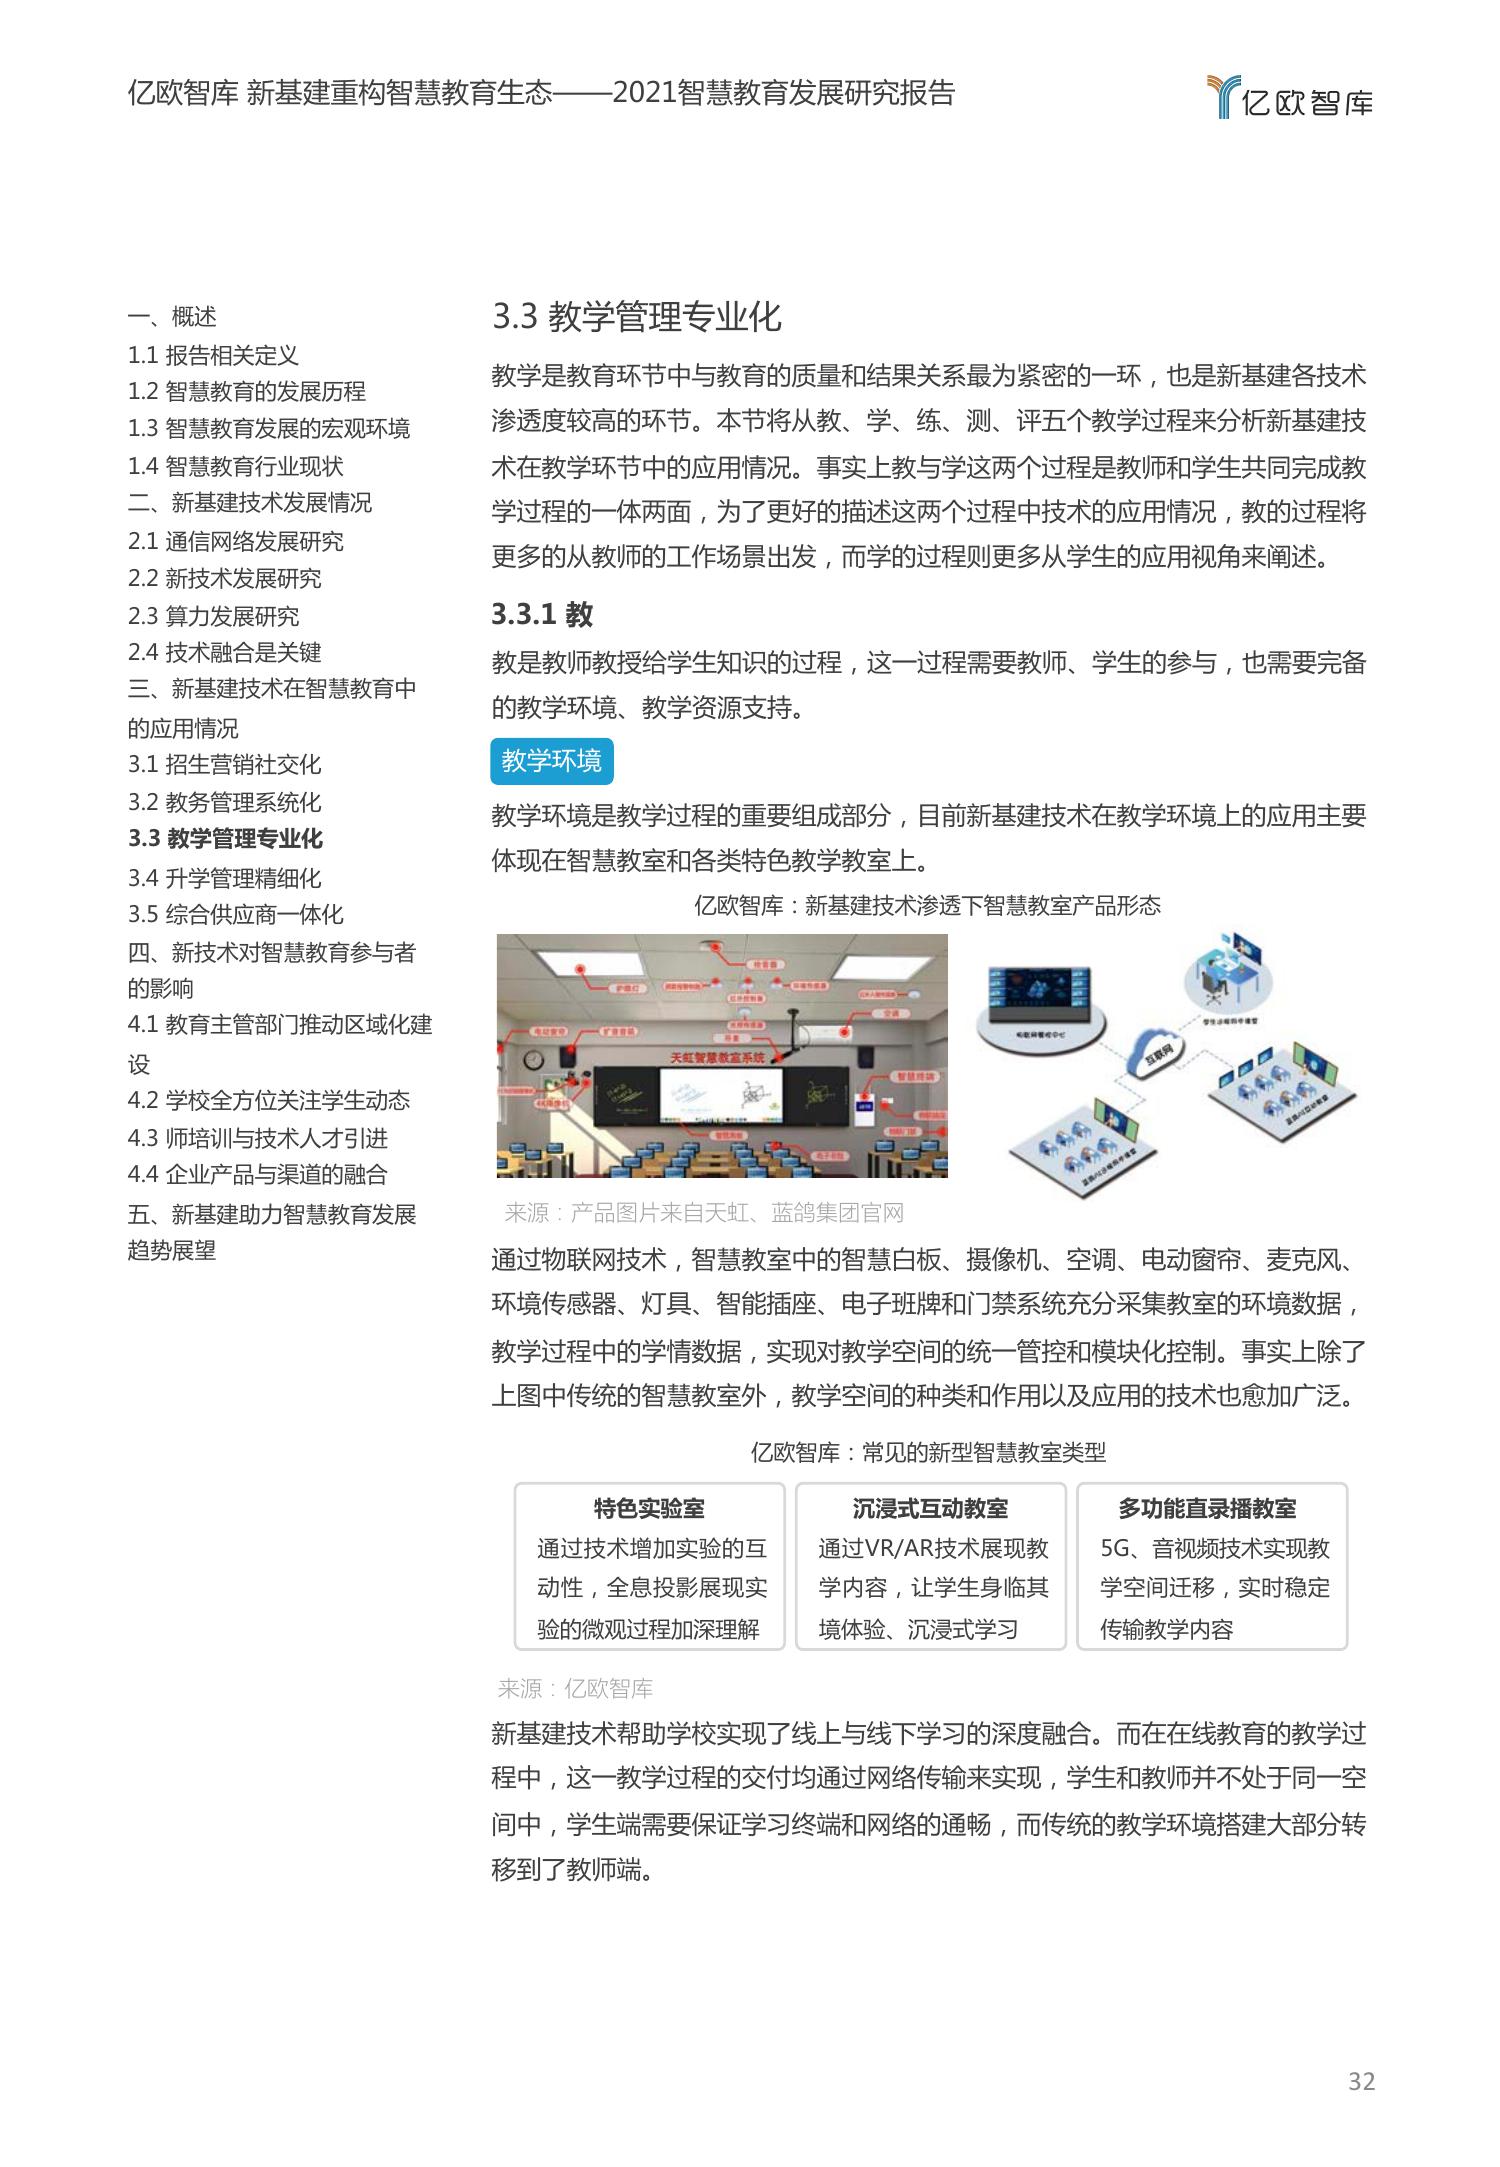 亿欧智库 新基建重构智慧教育生态——2021智慧教育发展研究报告
亿欧智库
一、概述
1.1 报告相关定义
1.2 智慧教育的发展历程
1.3 智慧教育发展的宏观环境
1.4 智慧教育行业现状
二、新基建技术发展情况
2.1 通信网络发展研究
2.2 新技术发展研究
2.3 算力发展研究
2.4 技术融合是关键
三、新基建技术在智慧教育中
的应用情况
3.1 招生营销社交化
3.2 教务管理系统化
3.3 教学管理专业化
3.4 升学管理精细化
3.5 综合供应商一体化
四、新技术对智慧教育参与者
的影响
4.1 教育主管部门推动区域化建
设
4.2 学校全方位关注学生动态
4.3 师培训与技术人才引进
4.4 企业产品与渠道的融合
五、新基建助力智慧教育发展
趋势展望
3.3 教学管理专业化
教学是教育环节中与教育的质量和结果关系最为紧密的一环，也是新基建各技术
渗透度较高的环节。本节将从教、学、练、测、评五个教学过程来分析新基建技
术在教学环节中的应用情况。事实上教与学这两个过程是教师和学生共同完成教
学过程的一体两面，为了更好的描述这两个过程中技术的应用情况，教的过程将
更多的从教师的工作场景出发，而学的过程则更多从学生的应用视角来阐述。
3.3.1 教
教是教师教授给学生知识的过程，这一过程需要教师、学生的参与，也需要完备
的教学环境、教学资源支持。
教学环境
教学环境是教学过程的重要组成部分，目前新基建技术在教学环境上的应用主要
体现在智慧教室和各类特色教学教室上。
亿欧智库：新基建技术渗透下智慧教室产品形态
拾音器
护眼灯
空调
电动窗帘
扩音音箱
天虹智慧教室系统
智慧终端
互联网
来源：产品图片来自天虹、蓝鸽集团官网
通过物联网技术，智慧教室中的智慧白板、摄像机、空调、电动窗帘、麦克风、
环境传感器、灯具、智能插座、电子班牌和门禁系统充分采集教室的环境数据，
教学过程中的学情数据，实现对教学空间的统一管控和模块化控制。事实上除了
上图中传统的智慧教室外，教学空间的种类和作用以及应用的技术也愈加广泛。
亿欧智库：常见的新型智慧教室类型
特色实验室
通过技术增加实验的互
动性，全息投影展现实
验的微观过程加深理解
沉浸式互动教室
通过VR/AR技术展现教
学内容，让学生身临其
境体验、沉浸式学习
多功能直录播教室
5G、音视频技术实现教
学空间迁移，实时稳定
传输教学内容
来源：亿欧智库
新基建技术帮助学校实现了线上与线下学习的深度融合。而在在线教育的教学过
程中，这一教学过程的交付均通过网络传输来实现，学生和教师并不处于同一空
间中，学生端需要保证学习终端和网络的通畅，而传统的教学环境搭建大部分转
移到了教师端。
32